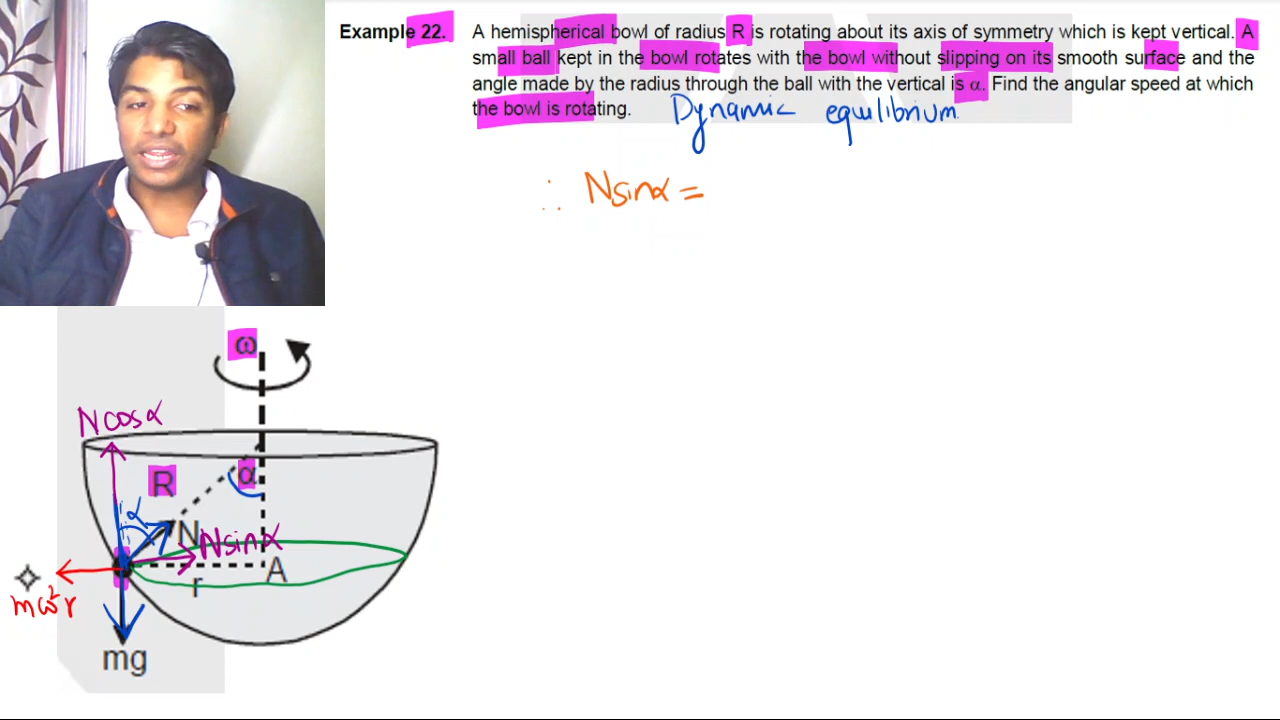 Example 22. A hemispherical bowl of radius R is rotating about its axis of symmetry which is kept vertical. A
small ball kept in the bowl rotates with the bowl without slipping on its smooth surface and the
angle made by the radius through the ball with the vertical is α. Find the angular speed at which
the bowl is rotating. Dynamic equilibrium
∴ Nsinα =
ω
Ncosα
R
α
α
N
Nsinα
A
r
mω²r
mg